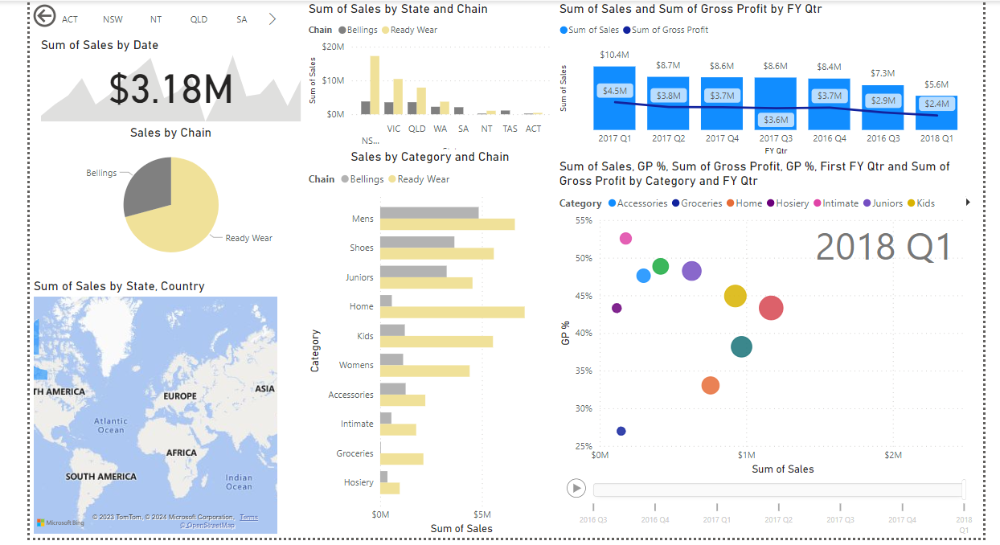 ACT NSW NT QLD SA
Sum of Sales by Date
$3.18M
Sales by Chain
Bellings
Ready Wear
Sum of Sales by State, Country
TH AMERICA
EUROPE
ASIA
Atlantic
Ocean
AFRICA
SOUTH AMERICA
Indian
Ocean
Microsoft Bing
© 2023 TomTom, © 2024 Microsoft Corporation, Terms
© OpenStreetMap
Sum of Sales by State and Chain
Chain Bellings Ready Wear
Sum of Sales
$20M
$10M
$0M
VIC QLD WA SA NT TAS ACT
NS...
Sales by Category and Chain
Chain Bellings Ready Wear
Category
Mens
Shoes
Juniors
Home
Kids
Womens
Accessories
Intimate
Groceries
Hosiery
$0M $5M
Sum of Sales
Sum of Sales and Sum of Gross Profit by FY Qtr
Sum of Sales Sum of Gross Profit
Sum of Sales
$10.4M $8.7M $8.6M $8.6M $8.4M $7.3M $5.6M
$4.5M $3.8M $3.7M $3.6M $3.7M $2.9M $2.4M
2017 Q1 2017 Q2 2017 Q4 2017 Q3 2016 Q4 2016 Q3 2018 Q1
FY Qtr
Sum of Sales, GP %, Sum of Gross Profit, GP %, First FY Qtr and Sum of
Gross Profit by Category and FY Qtr
Category Accessories Groceries Home Hosiery Intimate Juniors Kids
2018 Q1
GP %
55%
50%
45%
40%
35%
30%
25%
$0M $1M $2M
Sum of Sales
2016 Q3 2016 Q4 2017 Q1 2017 Q2 2017 Q3 2017 Q4 2018
Q1